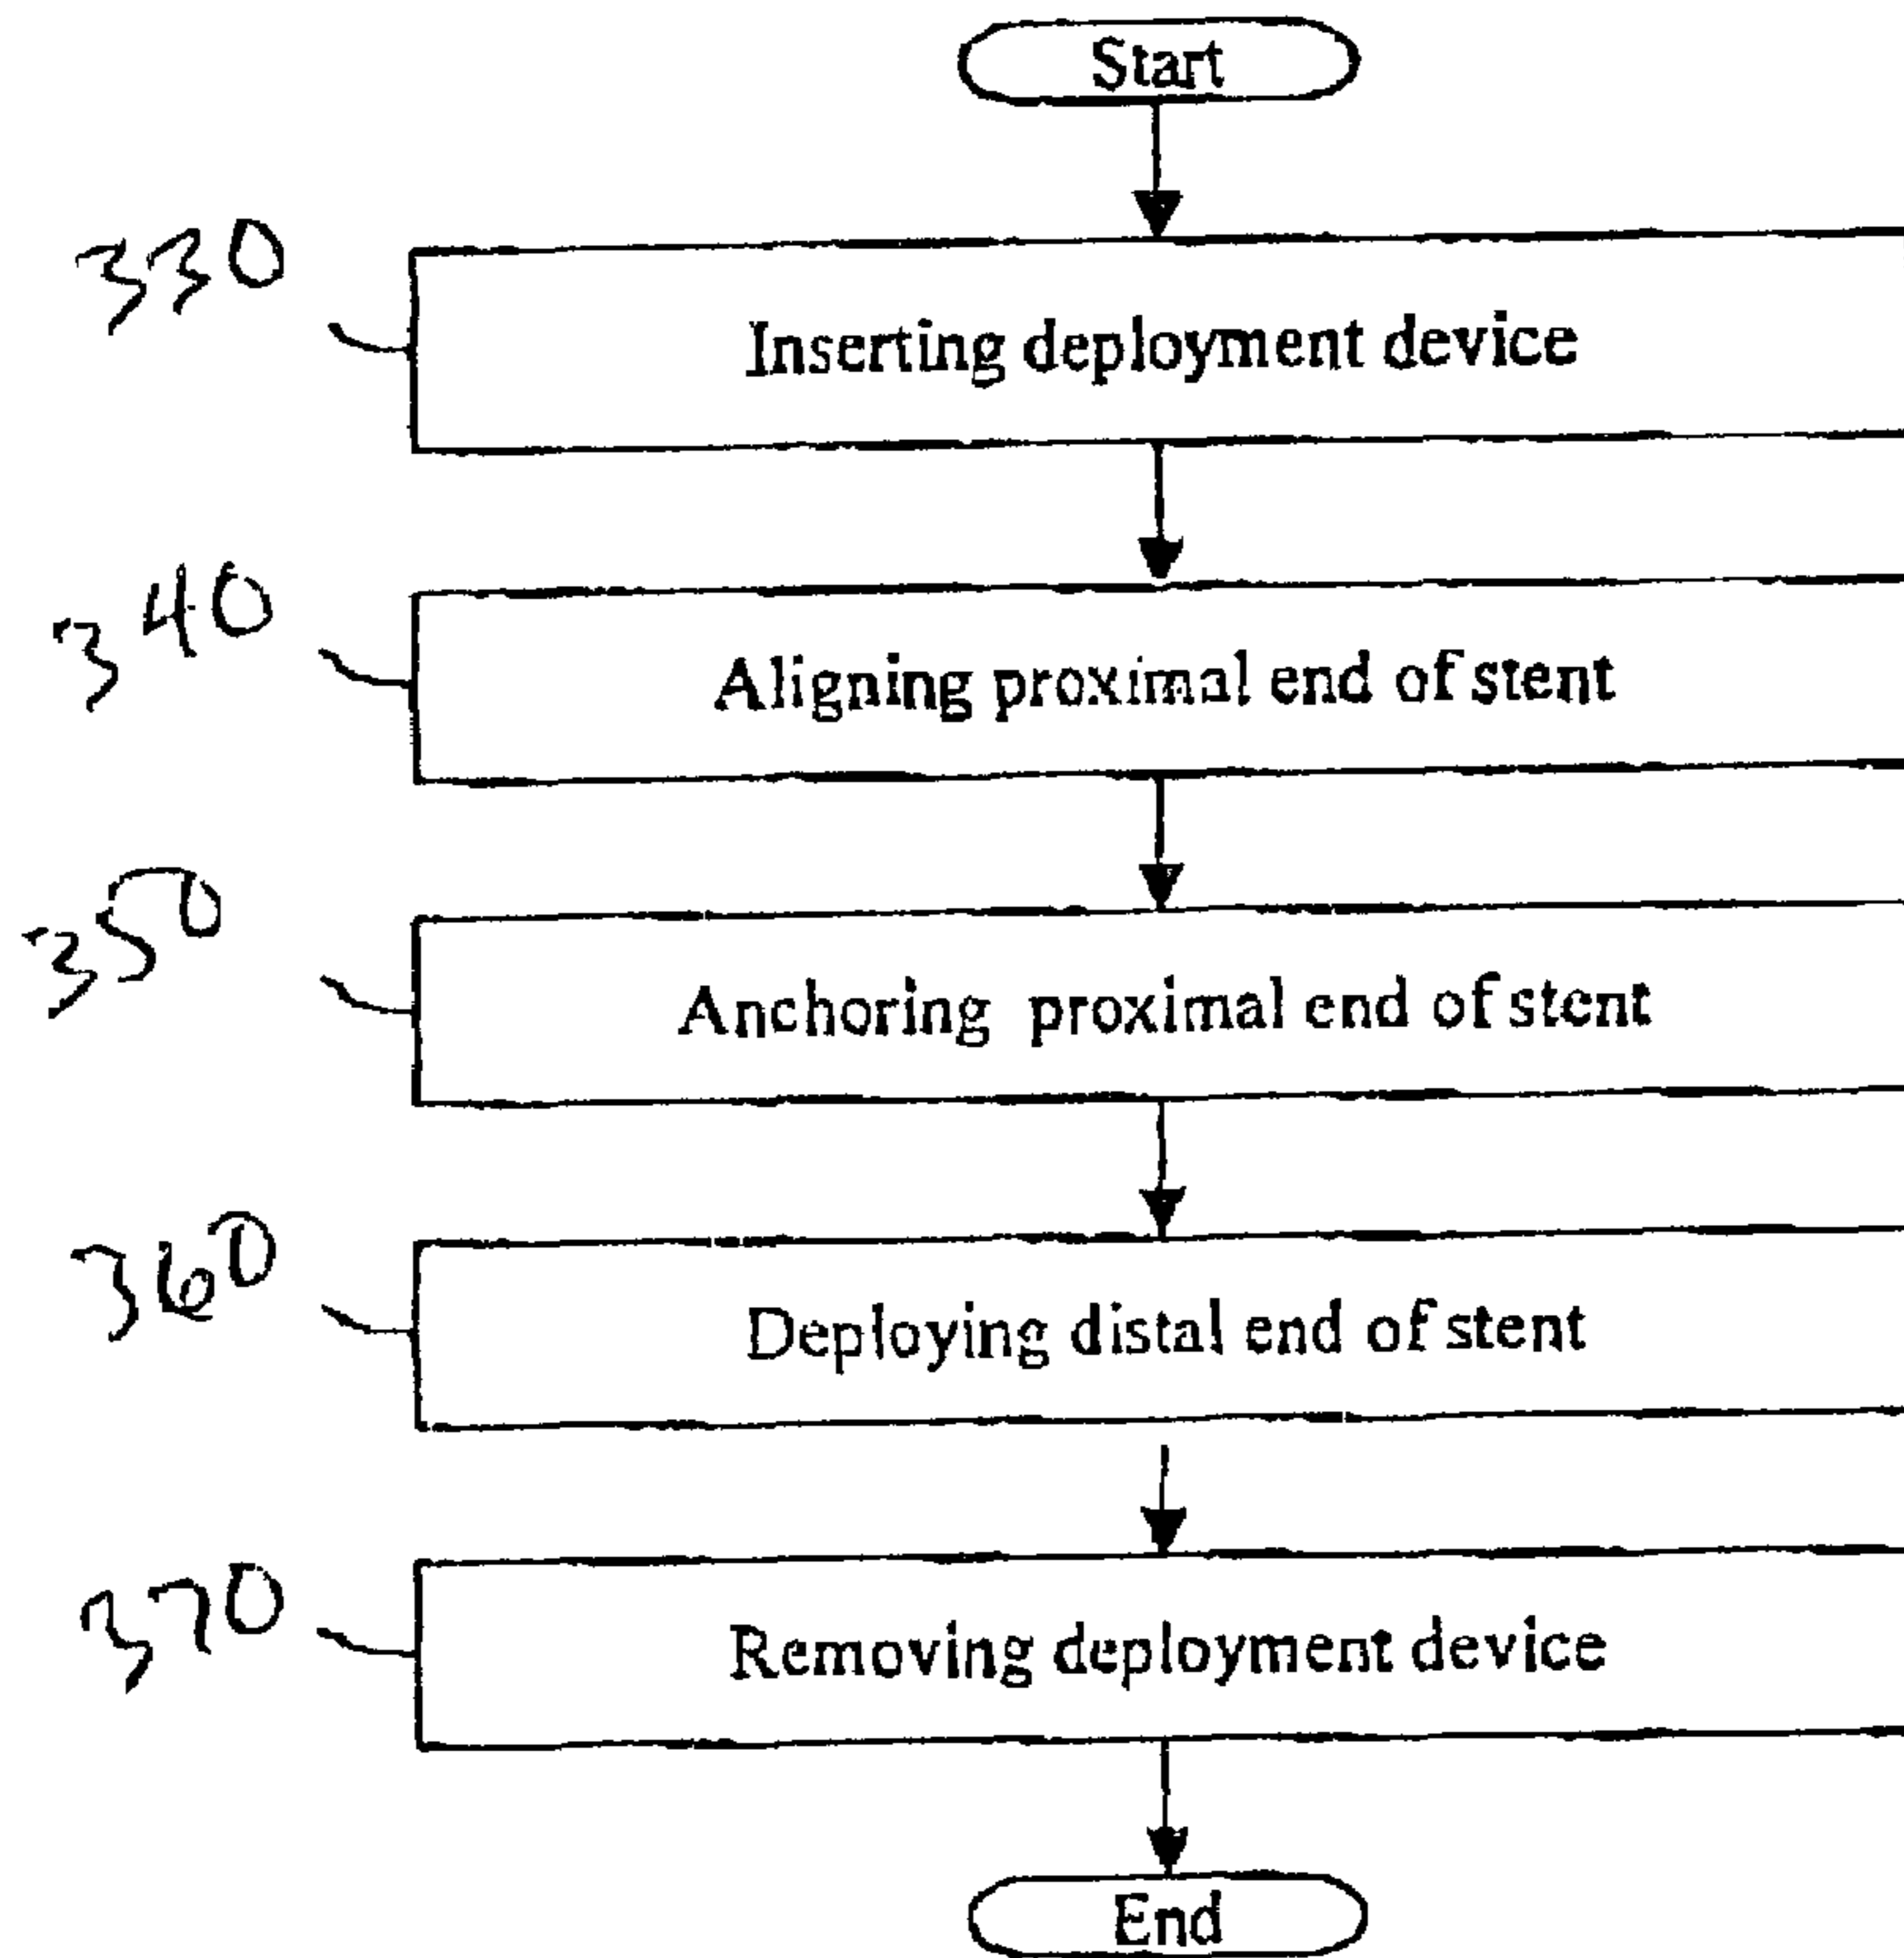 Start
330
Inserting deployment device
340
Aligning proximal end of stent
350
Anchoring proximal end of stent
360
Deploying distal end of stent
370
Removing deployment device
End